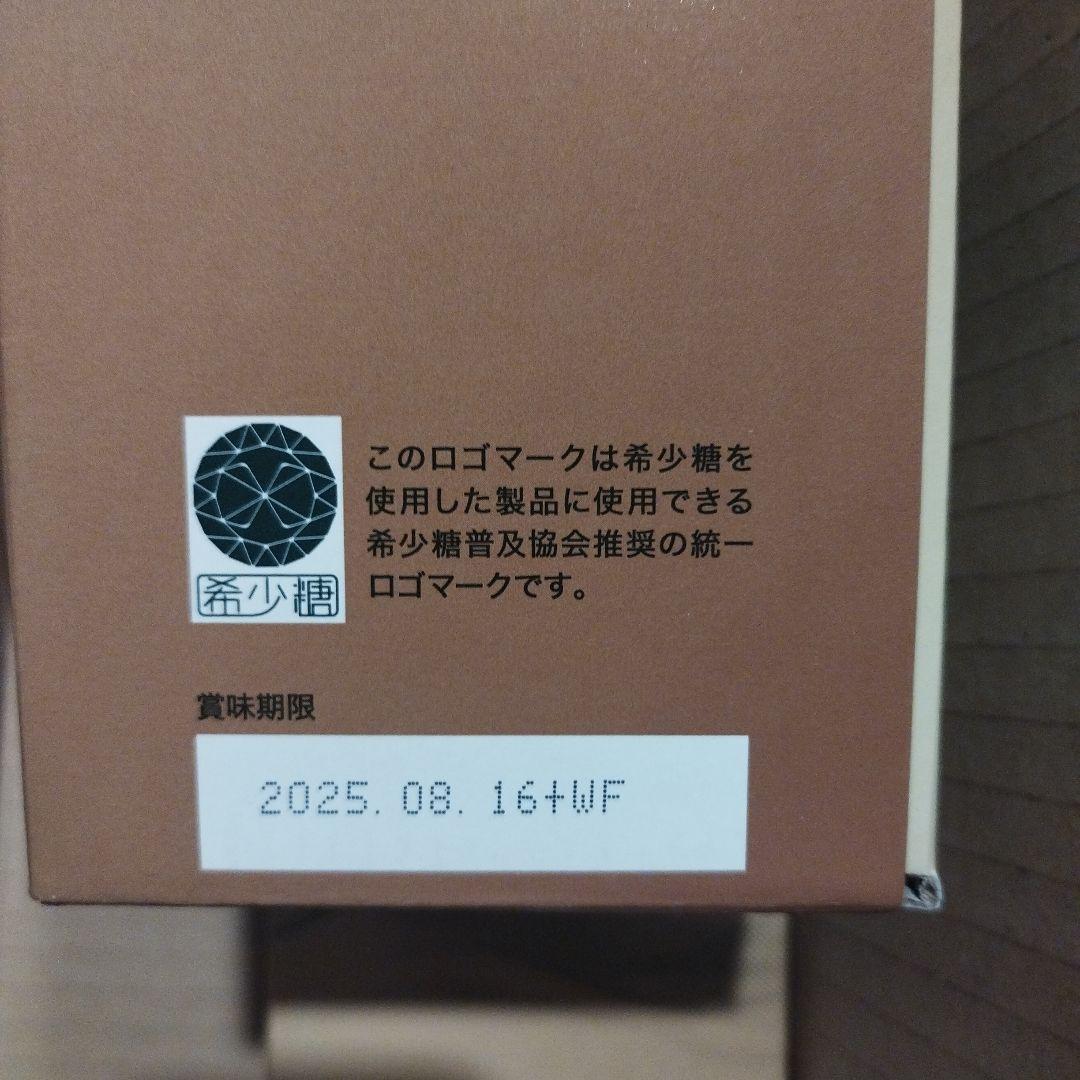 希少糖
このロゴマークは希少糖を
使用した製品に使用できる
希少糖普及協会推奨の統一
ロゴマークです。
賞味期限
2025.08.16+WF